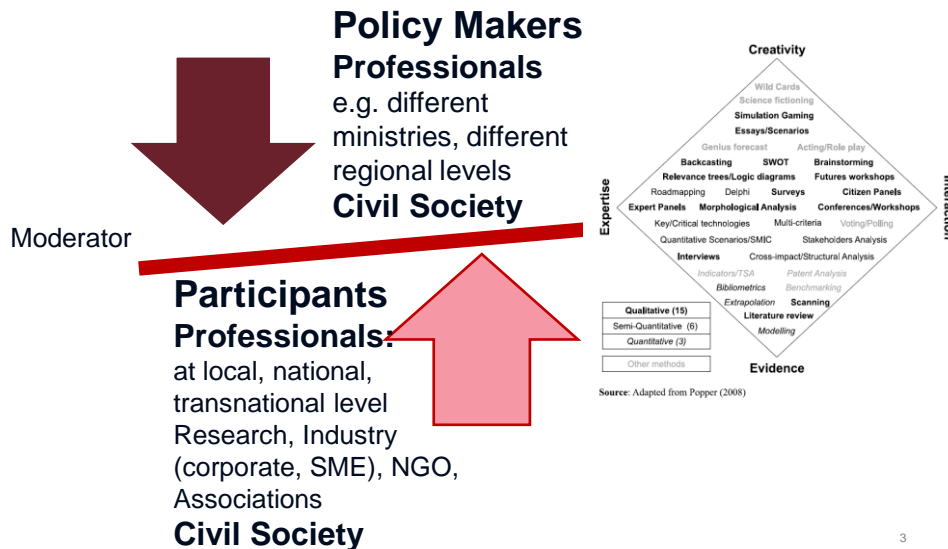 Policy Makers
Professionals
e.g. different
ministries, different
regional levels
Civil Society
Moderator
Participants
Professionals:
at local, national,
transnational level
Research, Industry
(corporate, SME), NGO,
Associations
Civil Society
Creativity
Wild Cards
Science fictioning
Simulation Gaming
Essays/Scenarios
Genius forecast Acting/Role play
Backcasting SWOT Brainstorming
Relevance trees/Logic diagrams Futures workshops
Roadmapping Delphi Surveys Citizen Panels
Expert Panels Morphological Analysis Conferences/Workshops
Key/Critical technologies Multi-criteria Voting/Polling
Quantitative Scenarios/SMIC Stakeholders Analysis
Interviews Cross-impact/Structural Analysis
Indicators/TSA Patent Analysis
Bibliometrics Benchmarking
Extrapolation Scanning
Literature review
Modelling
Expertise
Evidence
Qualitative (15)
Semi-Quantitative (6)
Quantitative (3)
Other methods
Source: Adapted from Popper (2008)
3